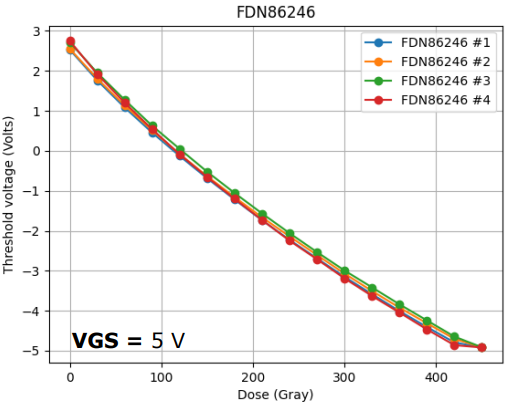 FDN86246
FDN86246 #1
FDN86246 #2
FDN86246 #3
FDN86246 #4
Threshold voltage (Volts)
3
2
1
0
−1
−2
−3
−4
−5
VGS = 5 V
0 100 200 300 400
Dose (Gray)